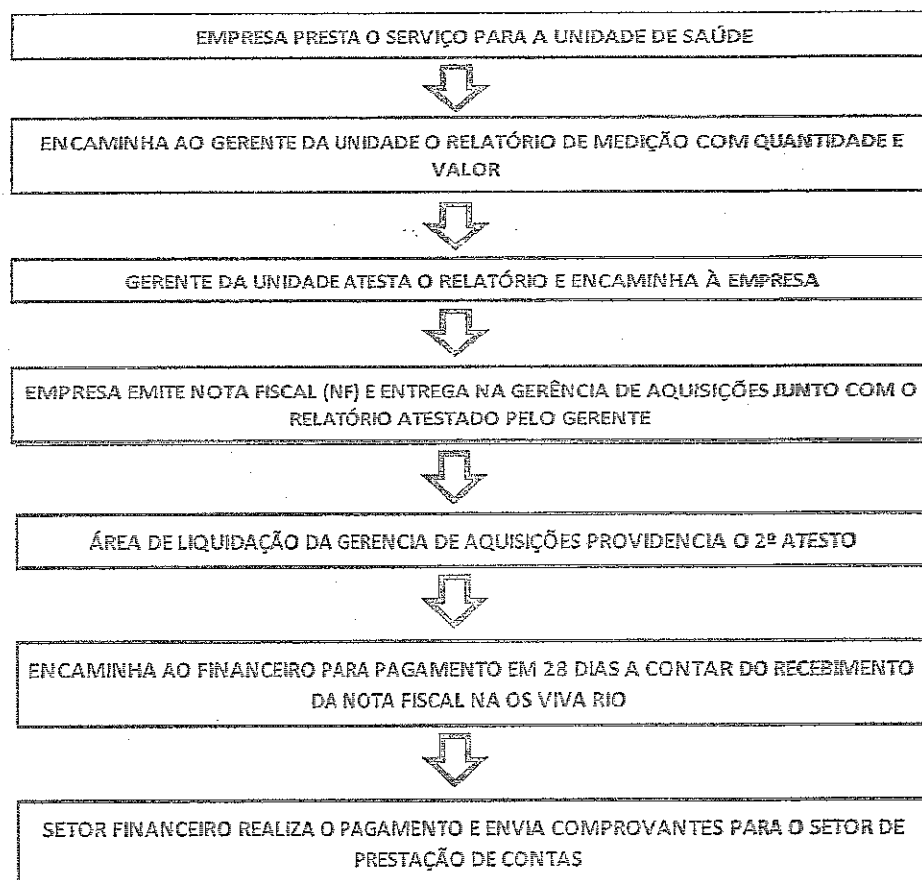 EMPRESA PRESTA O SERVIÇO PARA A UNIDADE DE SAÚDE
ENCAMINHA AO GERENTE DA UNIDADE O RELATÓRIO DE MEDIÇÃO COM QUANTIDADE E
VALOR
GERENTE DA UNIDADE ATESTA O RELATÓRIO E ENCAMINHA À EMPRESA
EMPRESA EMITE NOTA FISCAL (NF) E ENTREGA NA GERÊNCIA DE AQUISIÇÕES JUNTO COM O
RELATÓRIO ATESTADO PELO GERENTE
ÁREA DE LIQUIDAÇÃO DA GERENCIA DE AQUISIÇÕES PROVIDENCIA O 2º ATESTO
ENCAMINHA AO FINANCEIRO PARA PAGAMENTO EM 28 DIAS A CONTAR DO RECEBIMENTO
DA NOTA FISCAL NA OS VIVA RIO
SETOR FINANCEIRO REALIZA O PAGAMENTO E ENVIA COMPROVANTES PARA O SETOR DE
PRESTAÇÃO DE CONTAS